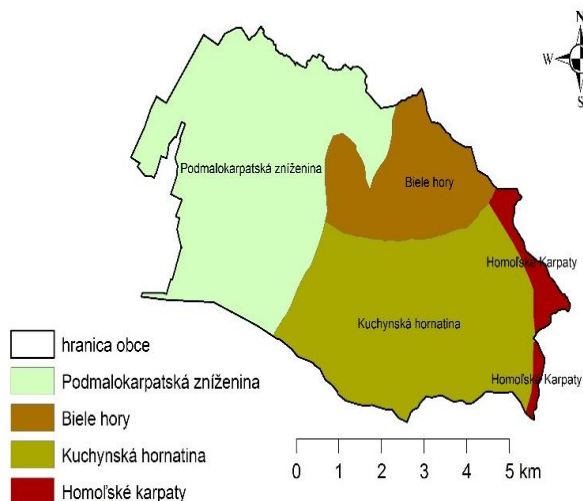 N
W
S
Podmalokarpatská zníženina
Biele hory
Homoľské Karpaty
Kuchynská hornatina
Homoľské Karpaty
hranica obce
Podmalokarpatská zníženina
Biele hory
Kuchynská hornatina
Homoľské karpaty
0 1 2 3 4 5 km